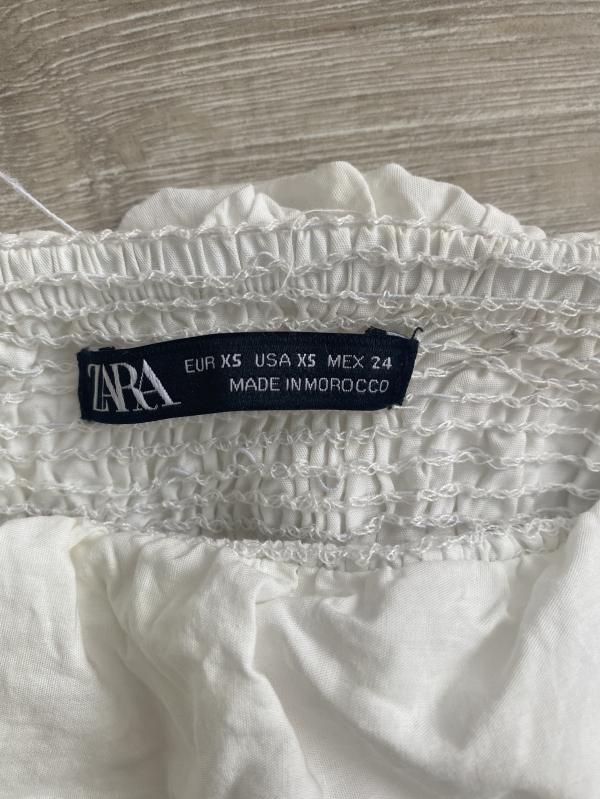 ZARA
EUR XS USA XS MEX 24
MADE IN MOROCCO